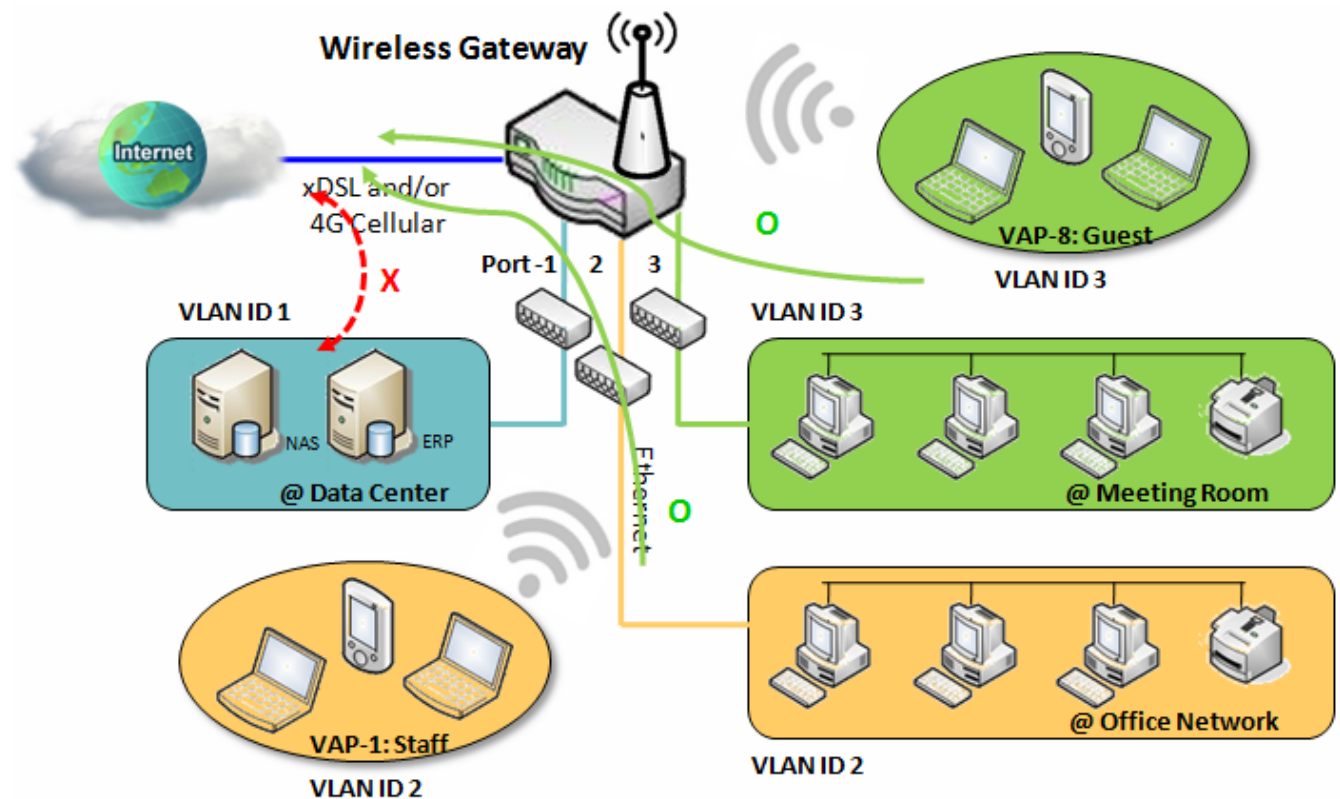 Wireless Gateway
Internet
xDSL and/or
4G Cellular
X
O
VAP-8: Guest
VLAN ID 3
Port -1 2 3
VLAN ID 1
VLAN ID 3
NAS
ERP
@ Data Center
@ Meeting Room
Ethernet
O
VAP-1: Staff
VLAN ID 2
@ Office Network
VLAN ID 2